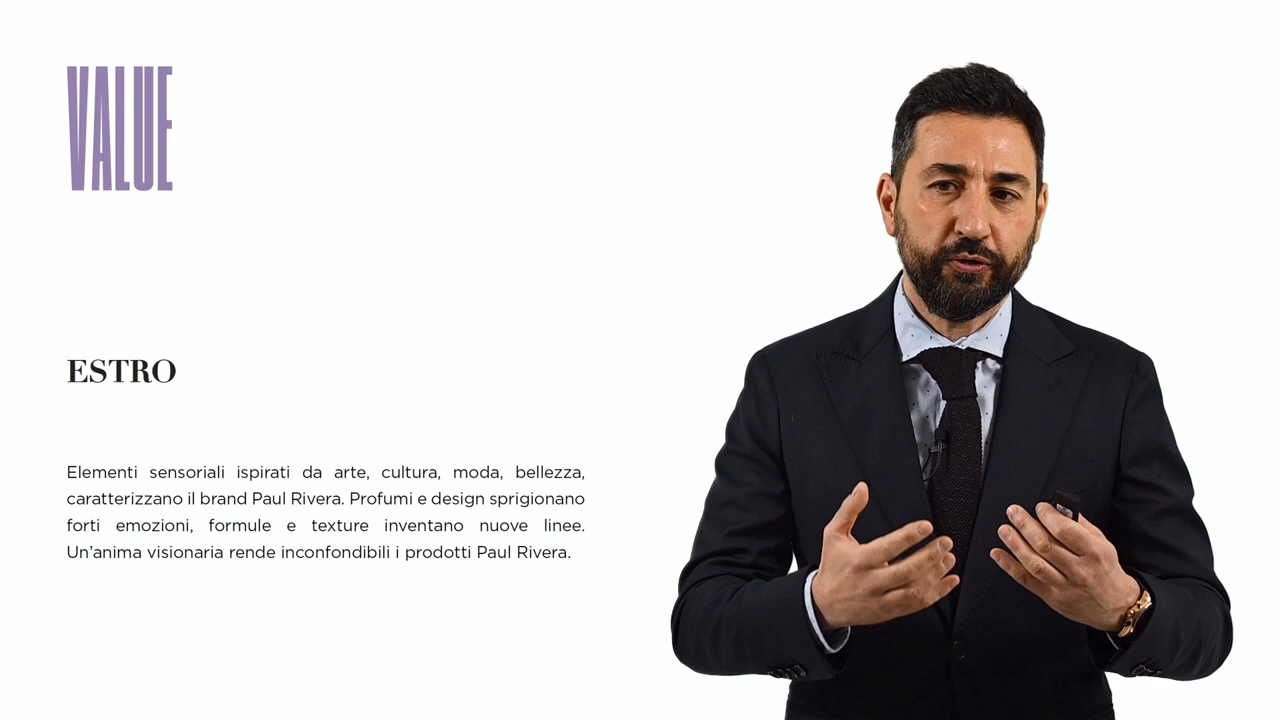 VALUE
ESTRO
Elementi sensoriali ispirati da arte, cultura, moda, bellezza,
caratterizzano il brand Paul Rivera. Profumi e design sprigionano
forti emozioni, formule e texture inventano nuove linee.
Un’anima visionaria rende inconfondibili i prodotti Paul Rivera.